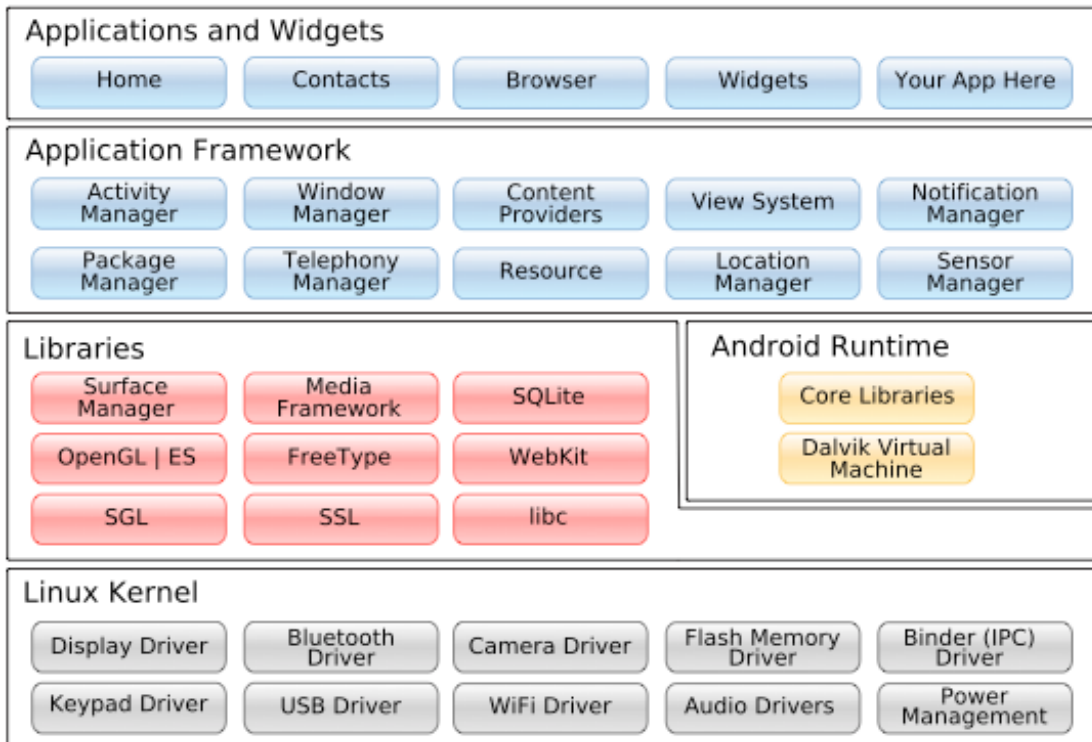 Applications and Widgets
Home
Contacts
Browser
Widgets
Your App Here
Application Framework
Activity
Manager
Window
Manager
Content
Providers
View System
Notification
Manager
Package
Manager
Telephony
Manager
Resource
Location
Manager
Sensor
Manager
Libraries
Surface
Manager
Media
Framework
SQLite
OpenGL | ES
FreeType
WebKit
SGL
SSL
libc
Android Runtime
Core Libraries
Dalvik Virtual
Machine
Linux Kernel
Display Driver
Bluetooth
Driver
Camera Driver
Flash Memory
Driver
Binder (IPC)
Driver
Keypad Driver
USB Driver
WiFi Driver
Audio Drivers
Power
Management